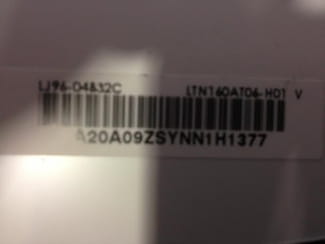 LJ96-04832C LTN160AT06-H01 V
A20A09ZSYNN1H1377